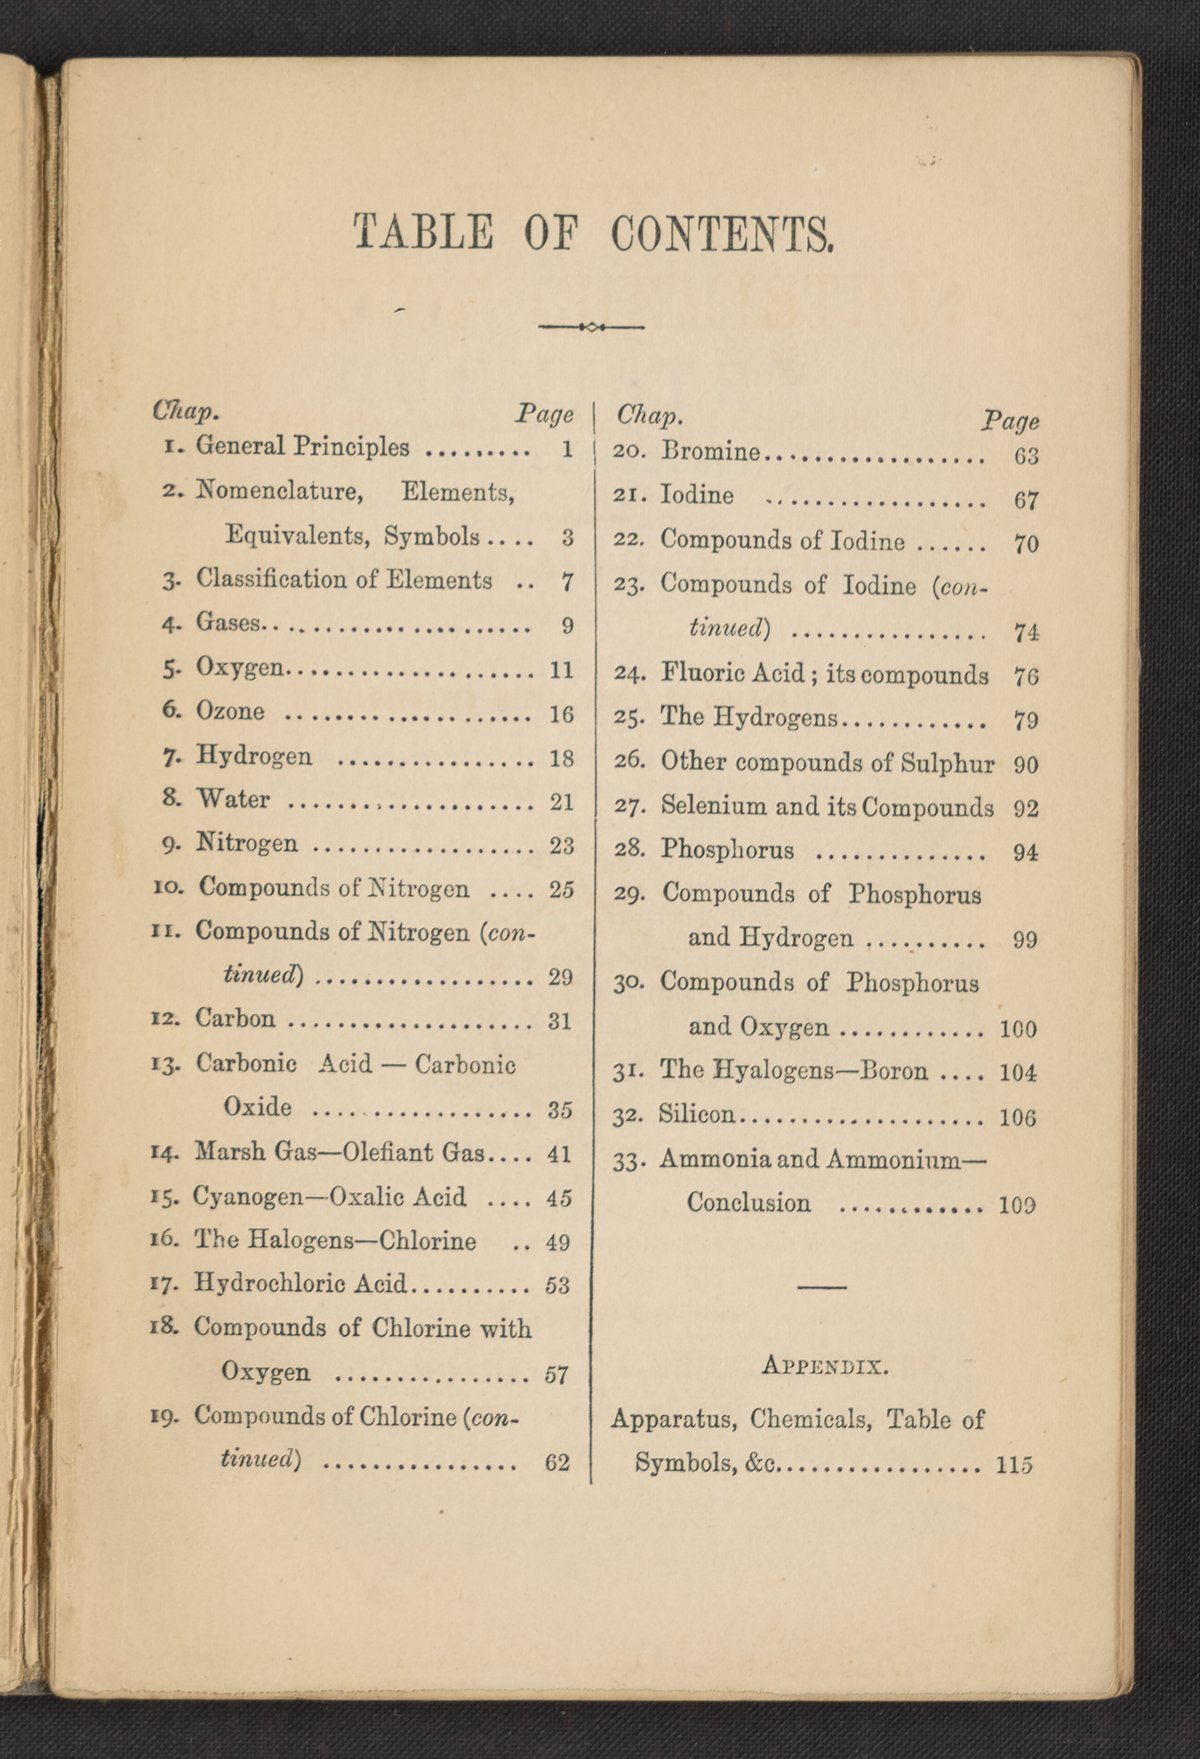 TABLE OF CONTENTS.
Chap. Page
1. General Principles ......... 1
2. Nomenclature, Elements,
Equivalents, Symbols .... 3
3. Classification of Elements .. 7
4. Gases...................... 9
5. Oxygen..................... 11
6. Ozone .................... 16
7. Hydrogen ................ 18
8. Water .................... 21
9. Nitrogen .................. 23
10. Compounds of Nitrogen .... 25
11. Compounds of Nitrogen (con-
tinued) .................. 29
12. Carbon .................... 31
13. Carbonic Acid — Carbonic
Oxide .................. 35
14. Marsh Gas—Olefiant Gas.... 41
15. Cyanogen—Oxalic Acid .... 45
16. The Halogens—Chlorine .. 49
17. Hydrochloric Acid.......... 53
18. Compounds of Chlorine with
Oxygen ................ 57
19. Compounds of Chlorine (con-
tinued) ................ 62
Chap. Page
20. Bromine.................. 63
21. Iodine .................. 67
22. Compounds of Iodine ...... 70
23. Compounds of Iodine (con-
tinued) ................ 74
24. Fluoric Acid; its compounds 76
25. The Hydrogens............ 79
26. Other compounds of Sulphur 90
27. Selenium and its Compounds 92
28. Phosphorus .............. 94
29. Compounds of Phosphorus
and Hydrogen .......... 99
30. Compounds of Phosphorus
and Oxygen ............ 100
31. The Hyalogens—Boron .... 104
32. Silicon.................... 106
33. Ammonia and Ammonium—
Conclusion ............ 109
APPENDIX.
Apparatus, Chemicals, Table of
Symbols, &c................. 115